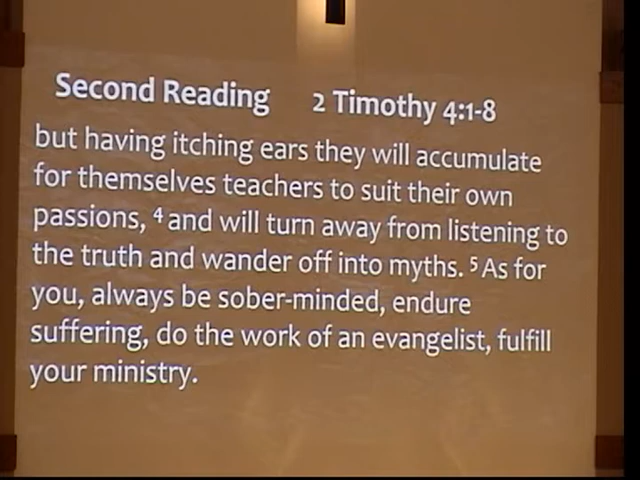 Second Reading 2 Timothy 4:1-8
but having itching ears they will accumulate
for themselves teachers to suit their own
passions, ⁴ and will turn away from listening to
the truth and wander off into myths. ⁵ As for
you, always be sober-minded, endure
suffering, do the work of an evangelist, fulfill
your ministry.